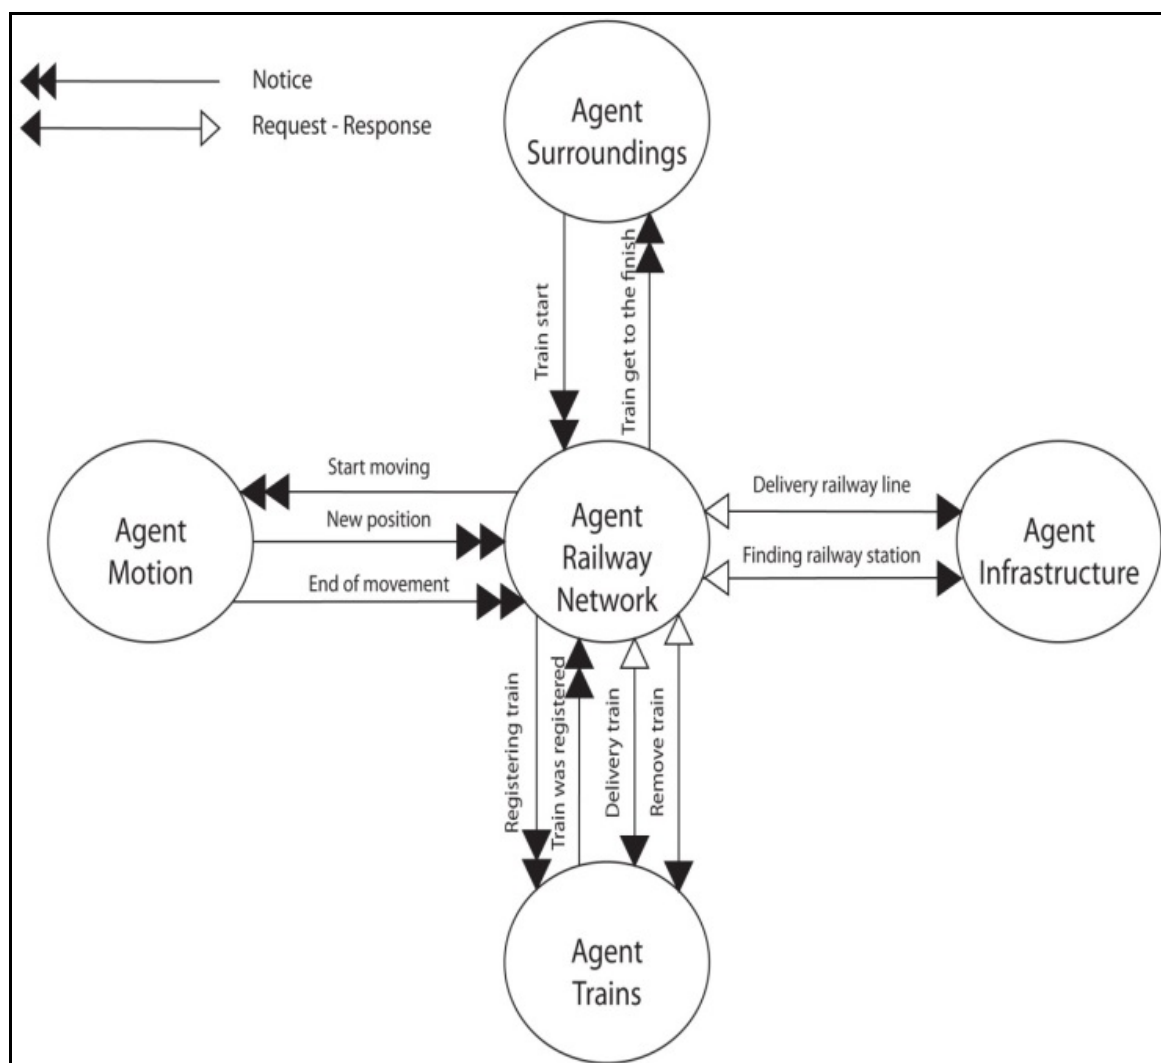 Notice
Request - Response
Agent
Surroundings
Train start
Train get to the finish
Start moving
New position
End of movement
Agent
Motion
Agent
Railway
Network
Delivery railway line
Finding railway station
Agent
Infrastructure
Registering train
Train was registered
Delivery train
Remove train
Agent
Trains